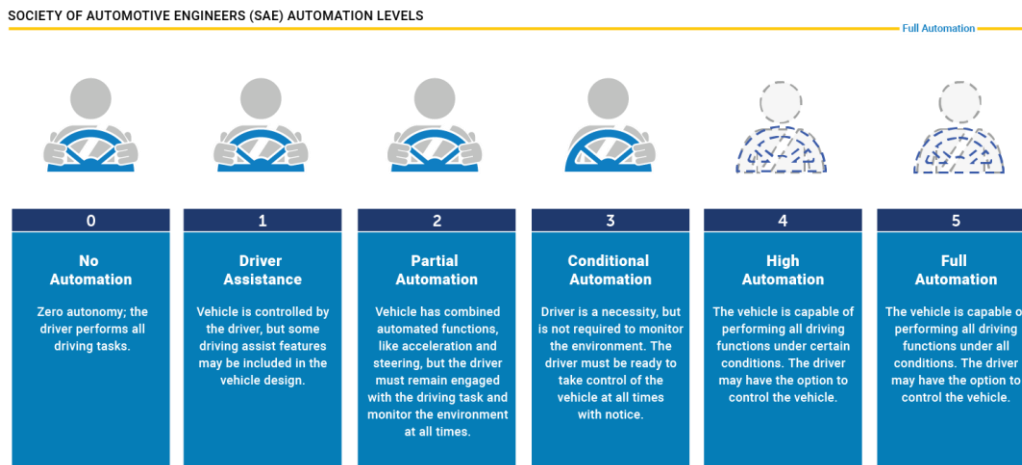 SOCIETY OF AUTOMOTIVE ENGINEERS (SAE) AUTOMATION LEVELS
Full Automation
0
No
Automation
Zero autonomy; the
driver performs all
driving tasks.
1
Driver
Assistance
Vehicle is controlled by
the driver, but some
driving assist features
may be included in the
vehicle design.
2
Partial
Automation
Vehicle has combined
automated functions,
like acceleration and
steering, but the driver
must remain engaged
with the driving task and
monitor the environment
at all times.
3
Conditional
Automation
Driver is a necessity, but
is not required to monitor
the environment. The
driver must be ready to
take control of the
vehicle at all times
with notice.
4
High
Automation
The vehicle is capable of
performing all driving
functions under certain
conditions. The driver
may have the option to
control the vehicle.
5
Full
Automation
The vehicle is capable o
performing all driving
functions under all
conditions. The driver
may have the option to
control the vehicle.